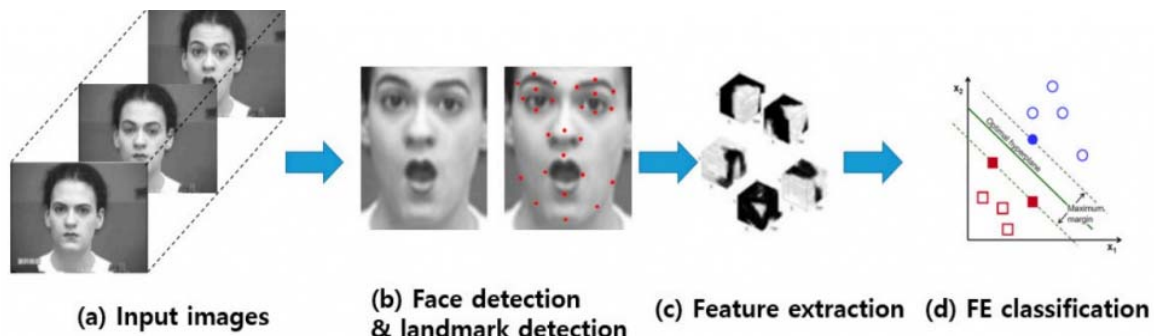 x₂
Optimal hyperplane
Maximum
margin
x₁
(a) Input images
(b) Face detection
& landmark detection
(c) Feature extraction
(d) FE classification